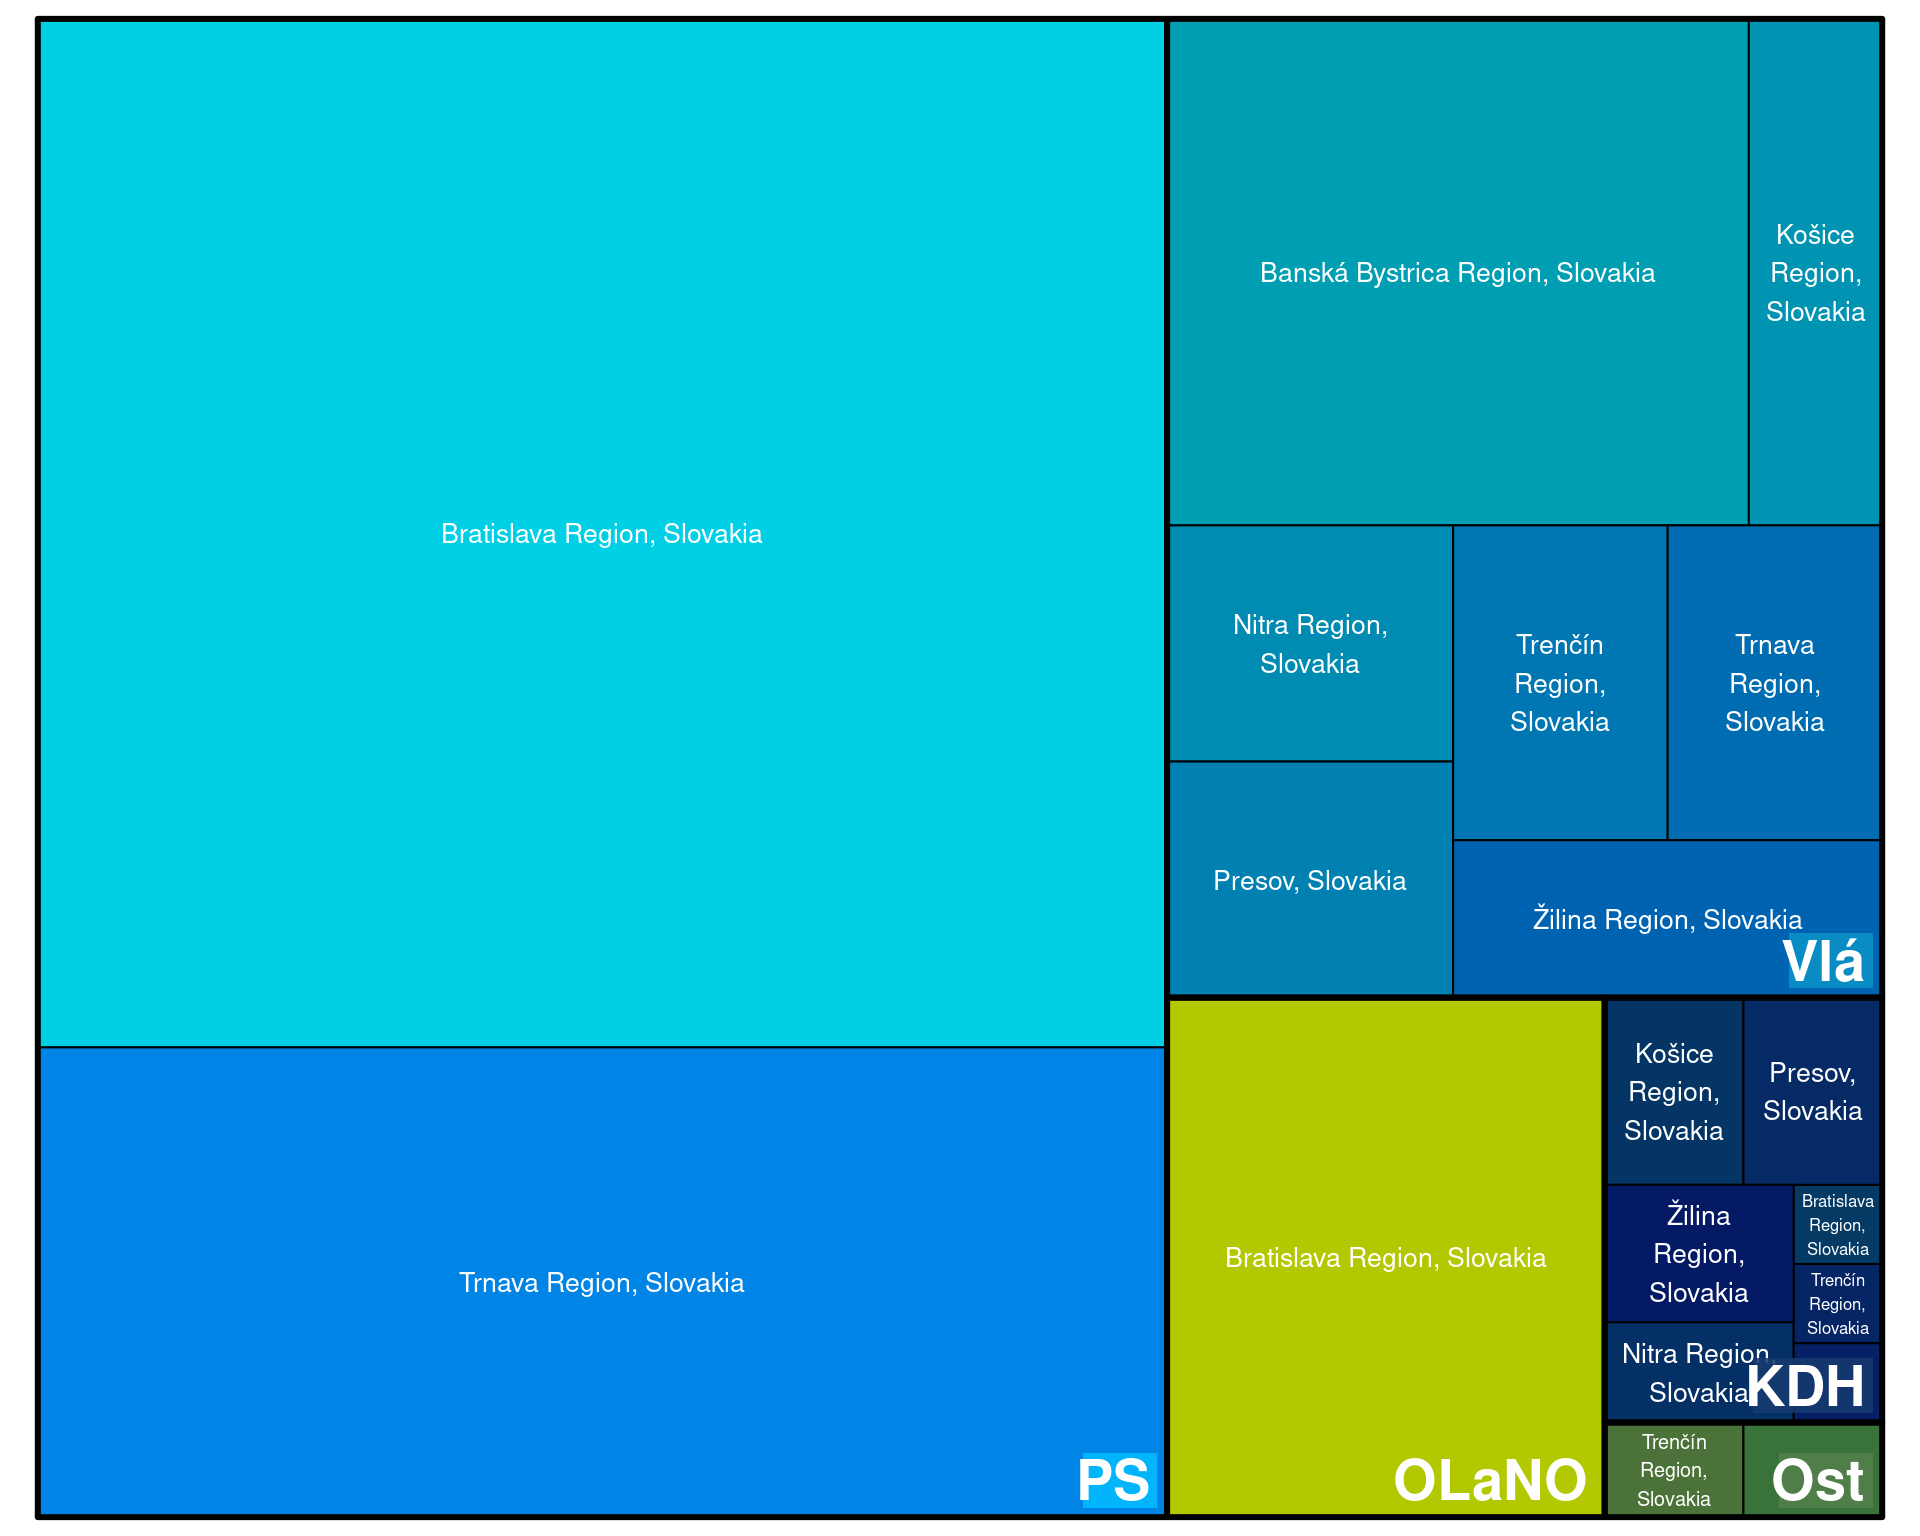 Bratislava Region, Slovakia
Trnava Region, Slovakia
PS
Banská Bystrica Region, Slovakia
Košice
Region,
Slovakia
Nitra Region,
Slovakia
Trenčín
Region,
Slovakia
Trnava
Region,
Slovakia
Presov, Slovakia
Žilina Region, Slovakia
Vlá
Bratislava Region, Slovakia
OLaNO
Košice
Region,
Slovakia
Presov,
Slovakia
Žilina
Region,
Slovakia
Bratislava
Region,
Slovakia
Trenčín
Region,
Slovakia
Nitra Region,
Slovakia
KDH
Trenčín
Region,
Slovakia
Ost